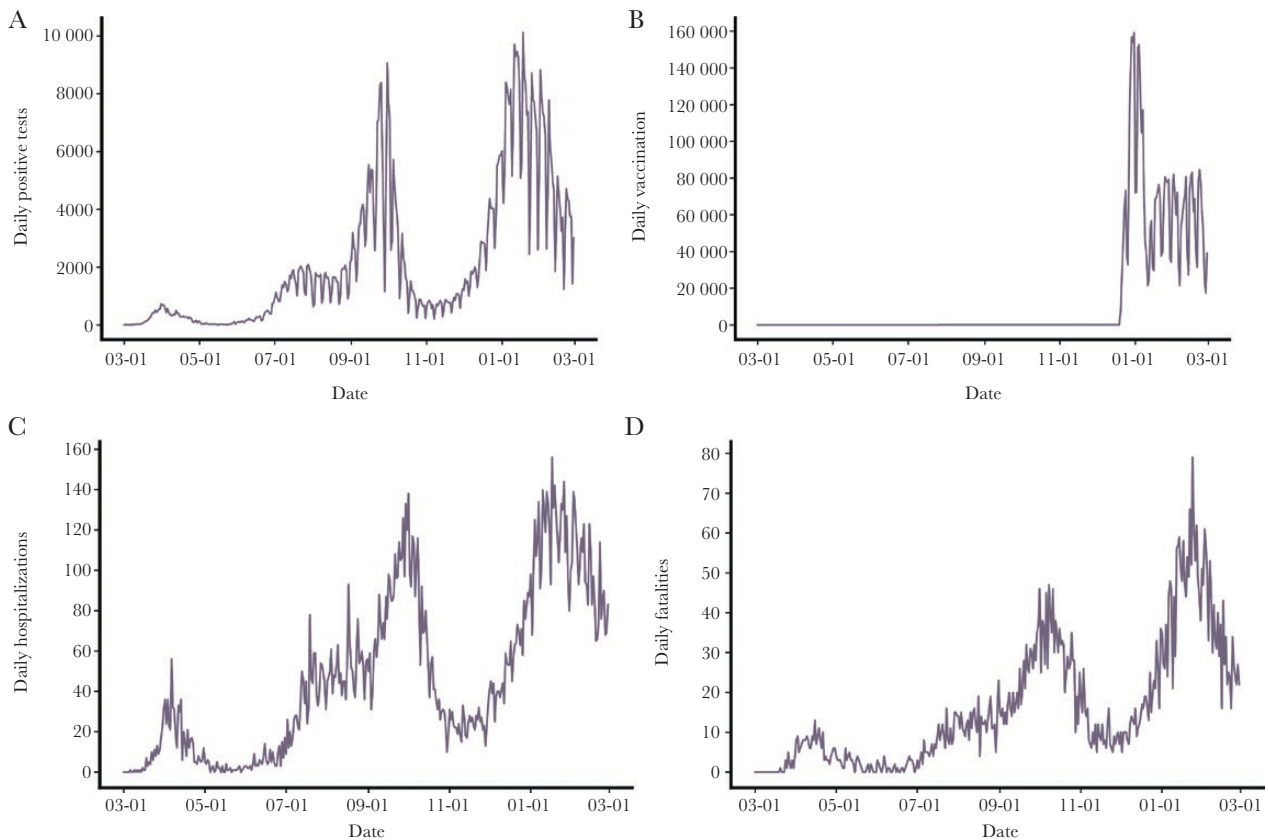 A
10 000
8000
6000
4000
2000
0
Daily positive tests
03-01 05-01 07-01 09-01 11-01 01-01 03-01
Date
B
160 000
140 000
120 000
100 000
80 000
60 000
40 000
20 000
0
Daily vaccination
03-01 05-01 07-01 09-01 11-01 01-01 03-01
Date
C
160
140
120
100
80
60
40
20
0
Daily hospitalizations
03-01 05-01 07-01 09-01 11-01 01-01 03-01
Date
D
80
70
60
50
40
30
20
10
0
Daily fatalities
03-01 05-01 07-01 09-01 11-01 01-01 03-01
Date